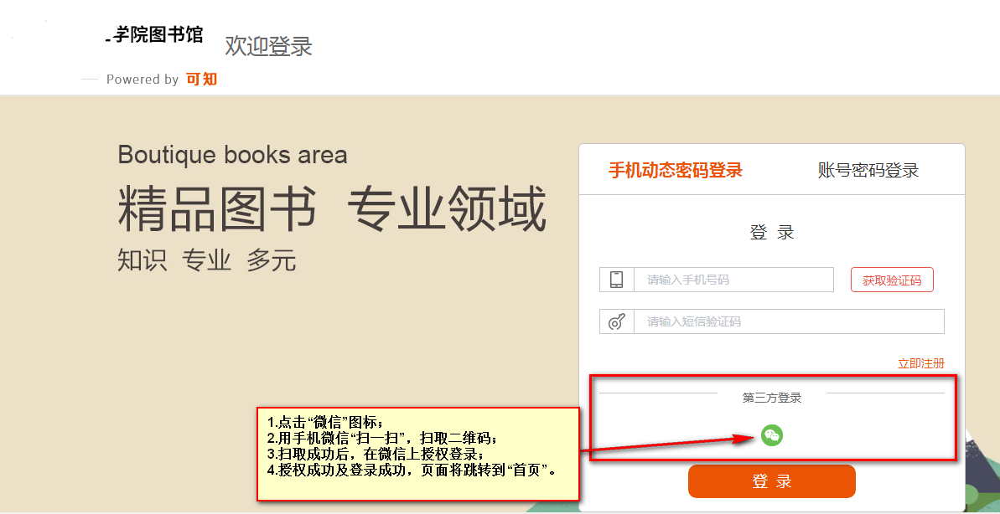 学院图书馆
欢迎登录
Powered by 可知
Boutique books area
精品图书 专业领域
知识 专业 多元
手机动态密码登录 账号密码登录
登 录
请输入手机号码 获取验证码
请输入短信验证码
立即注册
第三方登录
1.点击“微信”图标；
2.用手机微信“扫一扫”，扫取二维码；
3.扫取成功后，在微信上授权登录；
4.授权成功及登录成功，页面将跳转到“首页”。
登 录